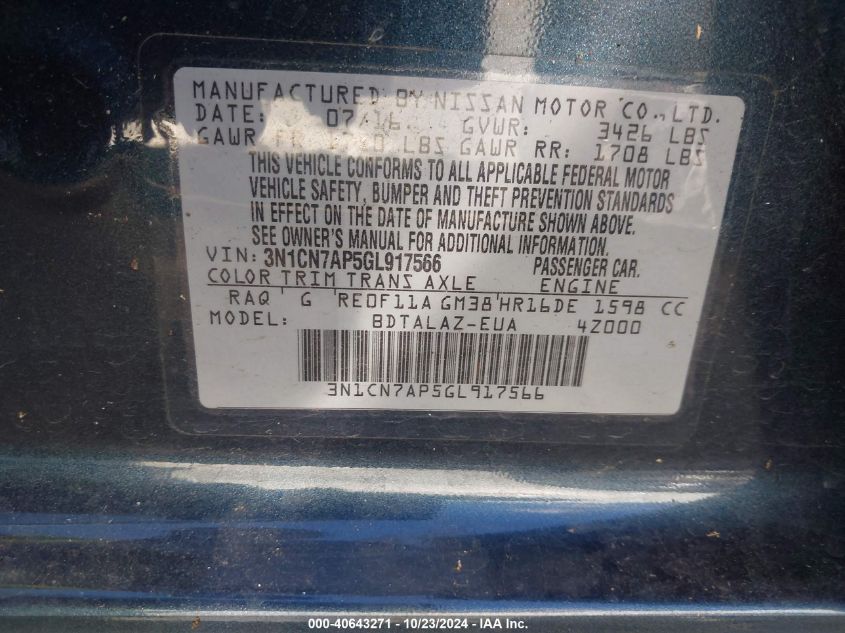 MANUFACTURED BY NISSAN MOTOR CO., LTD.
DATE: 07/16 GVWR: 3426 LBS
GAWR FR: LBS GAWR RR: 1708 LBS
THIS VEHICLE CONFORMS TO ALL APPLICABLE FEDERAL MOTOR
VEHICLE SAFETY, BUMPER AND THEFT PREVENTION STANDARDS
IN EFFECT ON THE DATE OF MANUFACTURE SHOWN ABOVE.
SEE OWNER'S MANUAL FOR ADDITIONAL INFORMATION.
VIN: 3N1CN7AP5GL917566 PASSENGER CAR.
COLOR TRIM TRANS AXLE ENGINE
RAQ ' G RE0F11A GM38'HR16DE 1598 CC
MODEL: BDTALAZ-EUA 4Z000
3N1CN7AP5GL917566
000-40643271 - 10/23/2024 - IAA Inc.